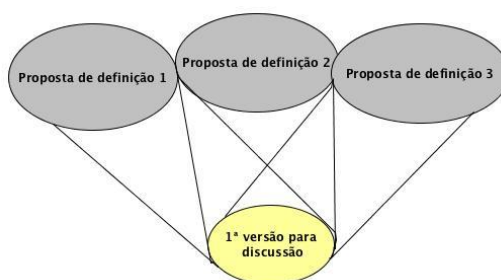 Proposta de definição 1
Proposta de definição 2
Proposta de definição 3
1ª versão para
discussão